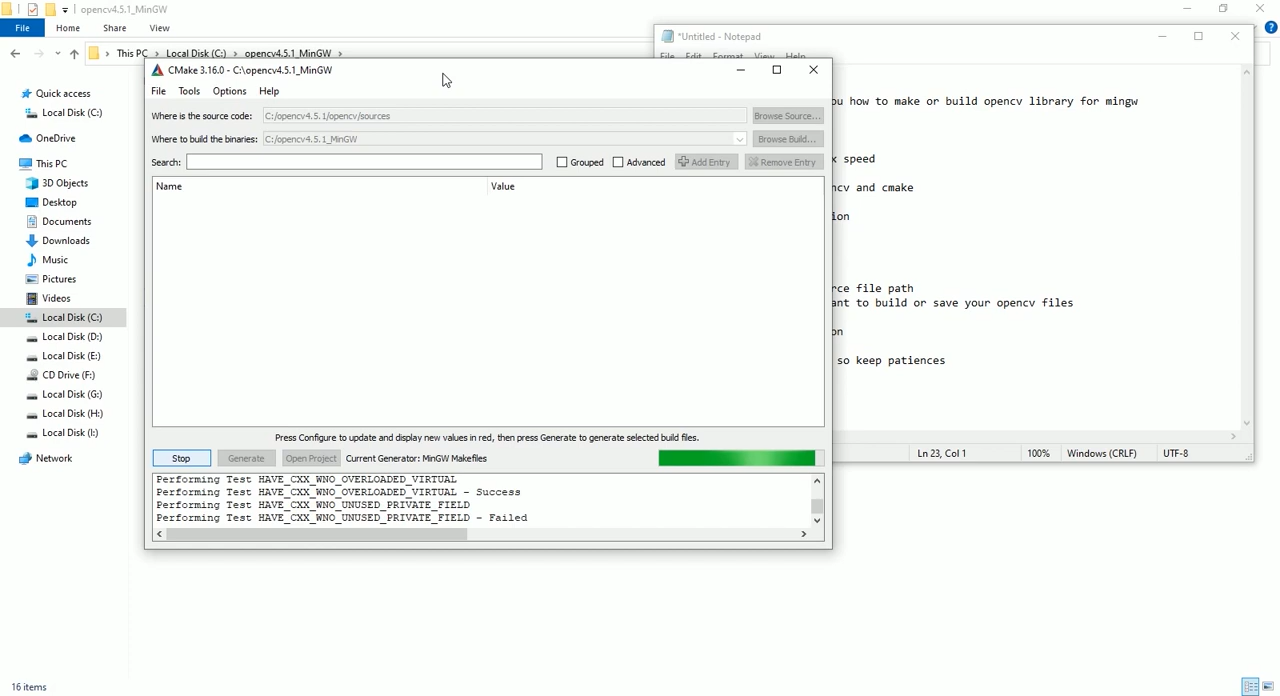 opencv4.5.1_MinGW
File Home Share View
This PC Local Disk (C:) opencv4.5.1_MinGW
Quick access
Local Disk (C:)
OneDrive
This PC
3D Objects
Desktop
Documents
Downloads
Music
Pictures
Videos
Local Disk (C:)
Local Disk (D:)
Local Disk (E:)
CD Drive (F:)
Local Disk (G:)
Local Disk (H:)
Local Disk (I:)
Network
16 items
CMake 3.16.0 - C:\opencv4.5.1_MinGW
File Tools Options Help
Where is the source code: C:/opencv4.5.1/opencv/sources Browse Source...
Where to build the binaries: C:/opencv4.5.1_MinGW Browse Build...
Search: Grouped Advanced Add Entry Remove Entry
Name Value
Press Configure to update and display new values in red, then press Generate to generate selected build files.
Stop Generate Open Project Current Generator: MinGW Makefiles
Performing Test HAVE_CXX_WNO_OVERLOADED_VIRTUAL
Performing Test HAVE_CXX_WNO_OVERLOADED_VIRTUAL - Success
Performing Test HAVE_CXX_WNO_UNUSED_PRIVATE_FIELD
Performing Test HAVE_CXX_WNO_UNUSED_PRIVATE_FIELD - Failed
*Untitled - Notepad
File Edit Format View Help
ou how to make or build opencv library for mingw
x speed
ncv and cmake
ion
rce file path
ant to build or save your opencv files
on
so keep patiences
Ln 23, Col 1 100% Windows (CRLF) UTF-8